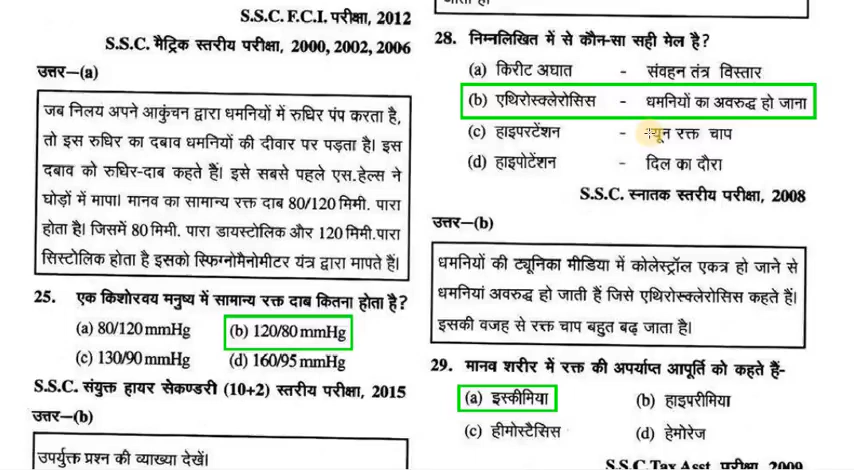 S.S.C. F.C.I. परीक्षा, 2012
S.S.C. मैट्रिक स्तरीय परीक्षा, 2000, 2002, 2006
उत्तर—(a)
जब निलय अपने आकुंचन द्वारा धमनियों में रुधिर पंप करता है,
तो इस रुधिर का दबाव धमनियों की दीवार पर पड़ता है। इस
दबाव को रुधिर-दाब कहते हैं। इसे सबसे पहले एस.हेल्स ने
घोड़ों में मापा। मानव का सामान्य रक्त दाब 80/120 मिमी. पारा
होता है। जिसमें 80 मिमी. पारा डायस्टोलिक और 120 मिमी.पारा
सिस्टोलिक होता है इसको स्फिग्नोमैनोमीटर यंत्र द्वारा मापते हैं।
25. एक किशोरवय मनुष्य में सामान्य रक्त दाब कितना होता है?
(a) 80/120 mmHg (b) 120/80 mmHg
(c) 130/90 mmHg (d) 160/95 mmHg
S.S.C. संयुक्त हायर सेकण्डरी (10+2) स्तरीय परीक्षा, 2015
उत्तर—(b)
उपर्युक्त प्रश्न की व्याख्या देखें।
28. निम्नलिखित में से कौन-सा सही मेल है?
(a) किरीट अघात - संवहन तंत्र विस्तार
(b) एथिरोस्क्लेरोसिस - धमनियों का अवरुद्ध हो जाना
(c) हाइपरटेंशन - न्यून रक्त चाप
(d) हाइपोटेंशन - दिल का दौरा
S.S.C. स्नातक स्तरीय परीक्षा, 2008
उत्तर—(b)
धमनियों की ट्यूनिका मीडिया में कोलेस्ट्रॉल एकत्र हो जाने से
धमनियां अवरुद्ध हो जाती हैं जिसे एथिरोस्क्लेरोसिस कहते हैं।
इसकी वजह से रक्त चाप बहुत बढ़ जाता है।
29. मानव शरीर में रक्त की अपर्याप्त आपूर्ति को कहते हैं-
(a) इस्कीमिया (b) हाइपरीमिया
(c) हीमोस्टैसिस (d) हेमोरेज
S.S.C. Tax Asst. परीक्षा, 2009